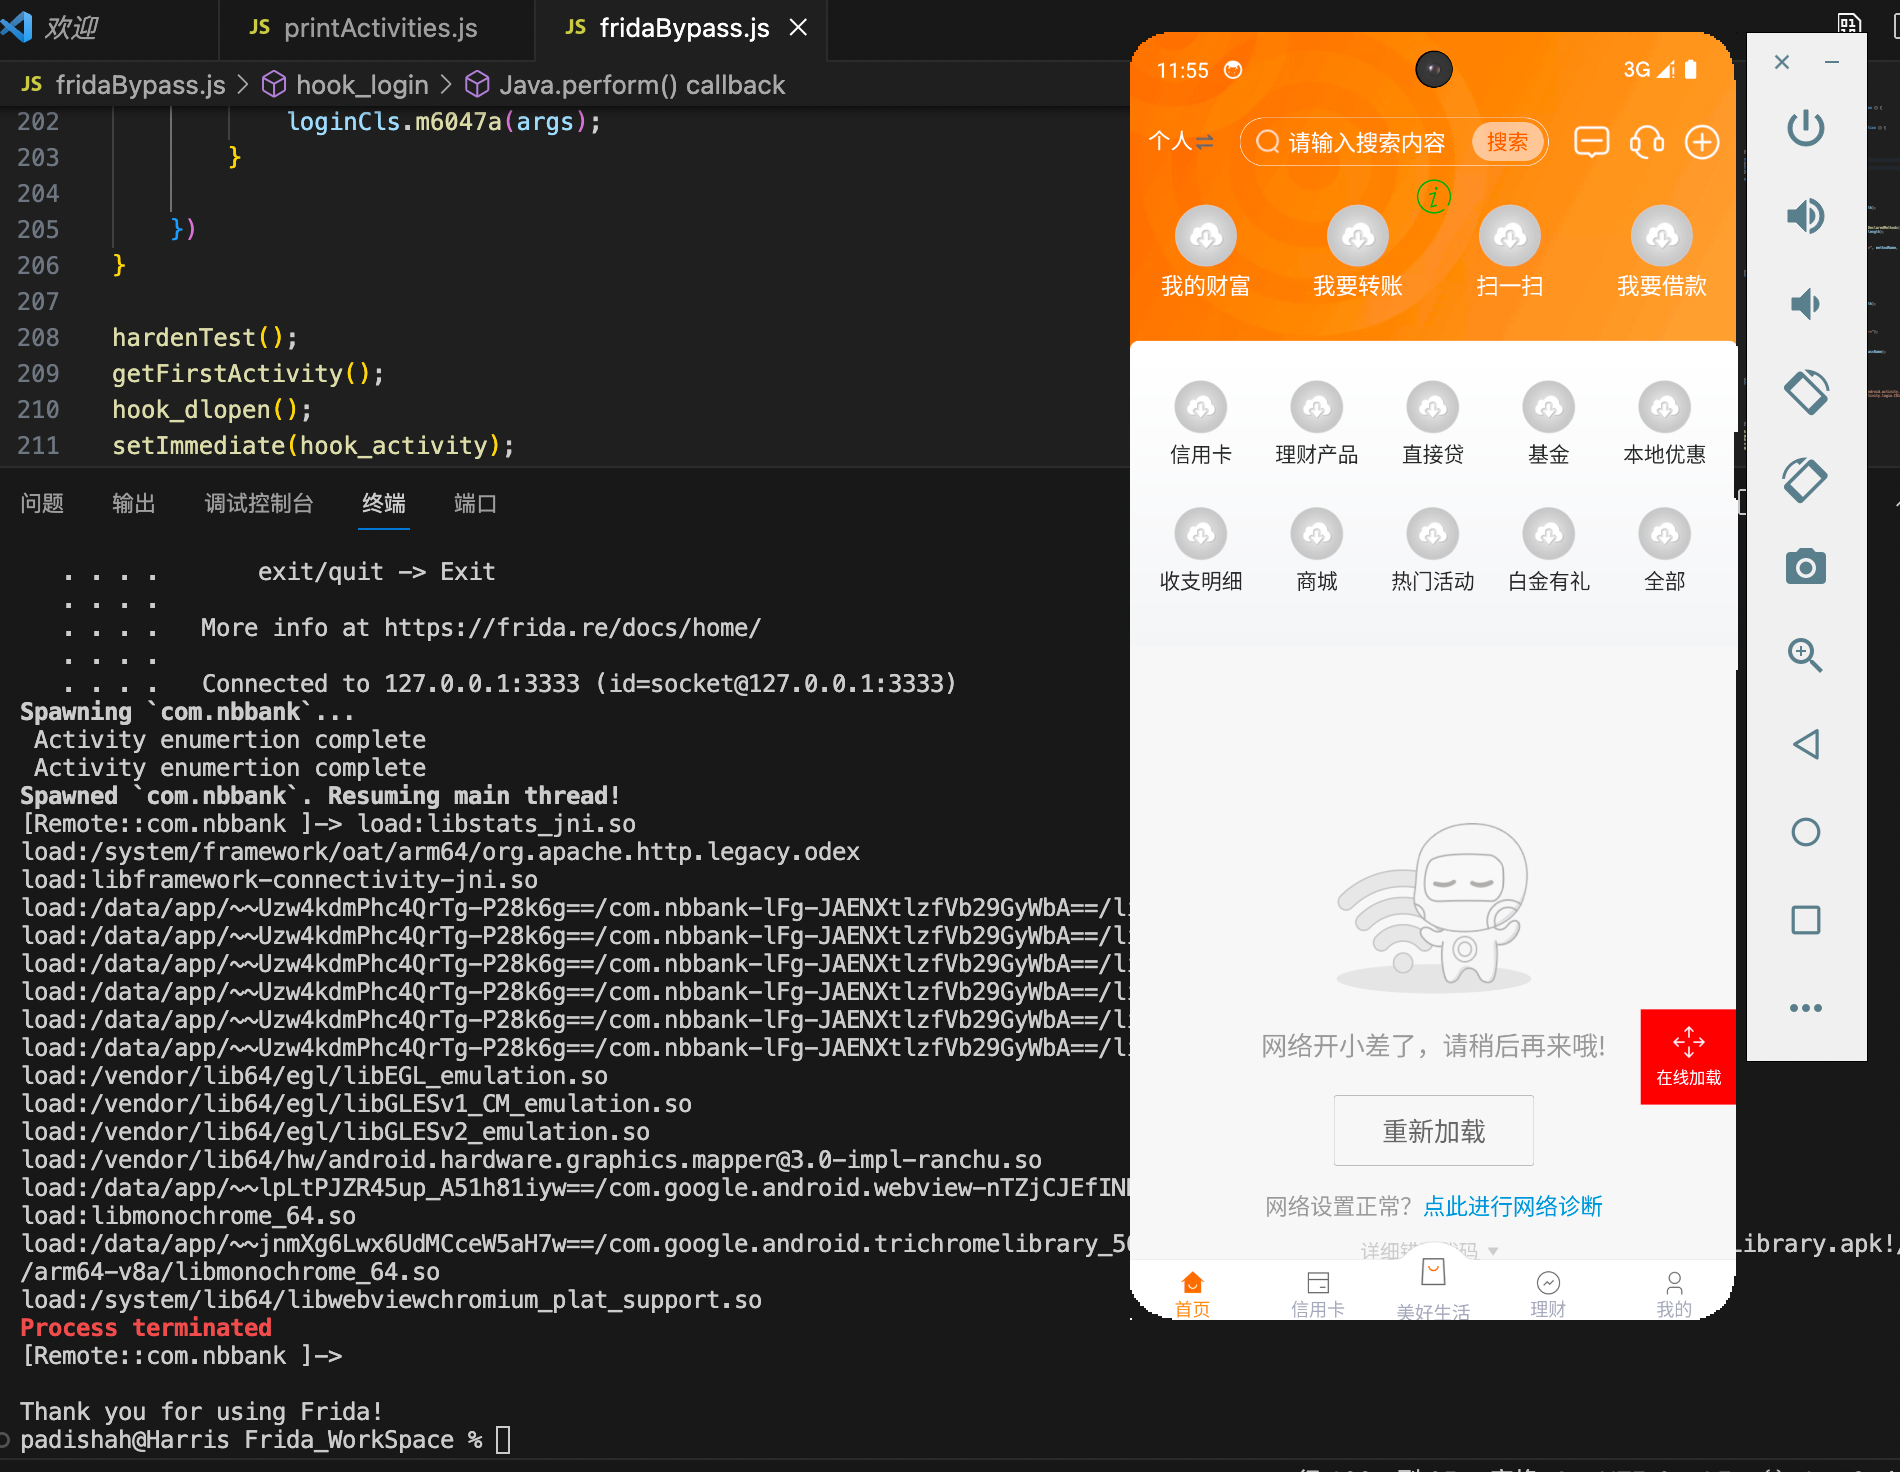 欢迎
JS printActivities.js
JS fridaBypass.js
JS fridaBypass.js > hook_login > Java.perform() callback
202 loginCls.m6047a(args);
203 }
204
205 })
206 }
207
208 hardenTest();
209 getFirstActivity();
210 hook_dlopen();
211 setImmediate(hook_activity);
问题 输出 调试控制台 终端 端口
. . . . exit/quit -> Exit
. . . .
. . . . More info at https://frida.re/docs/home/
. . . .
. . . . Connected to 127.0.0.1:3333 (id=socket@127.0.0.1:3333)
Spawning `com.nbbank`...
Activity enumertion complete
Activity enumertion complete
Spawned `com.nbbank`. Resuming main thread!
[Remote::com.nbbank ]-> load:libstats_jni.so
load:/system/framework/oat/arm64/org.apache.http.legacy.odex
load:libframework-connectivity-jni.so
load:/data/app/~~Uzw4kdmPhc4QrTg-P28k6g==/com.nbbank-lFg-JAENXtlzfVb29GyWbA==/l
load:/data/app/~~Uzw4kdmPhc4QrTg-P28k6g==/com.nbbank-lFg-JAENXtlzfVb29GyWbA==/l
load:/data/app/~~Uzw4kdmPhc4QrTg-P28k6g==/com.nbbank-lFg-JAENXtlzfVb29GyWbA==/l
load:/data/app/~~Uzw4kdmPhc4QrTg-P28k6g==/com.nbbank-lFg-JAENXtlzfVb29GyWbA==/l
load:/data/app/~~Uzw4kdmPhc4QrTg-P28k6g==/com.nbbank-lFg-JAENXtlzfVb29GyWbA==/l
load:/data/app/~~Uzw4kdmPhc4QrTg-P28k6g==/com.nbbank-lFg-JAENXtlzfVb29GyWbA==/l
load:/vendor/lib64/egl/libEGL_emulation.so
load:/vendor/lib64/egl/libGLESv1_CM_emulation.so
load:/vendor/lib64/egl/libGLESv2_emulation.so
load:/vendor/lib64/hw/android.hardware.graphics.mapper@3.0-impl-ranchu.so
load:/data/app/~~lpLtPJZR45up_A51h81iyw==/com.google.android.webview-nTZjCJEfIN
load:libmonochrome_64.so
load:/data/app/~~jnmXg6Lwx6UdMCceW5aH7w==/com.google.android.trichromelibrary_5 ibrary.apk!/
/arm64-v8a/libmonochrome_64.so
load:/system/lib64/libwebviewchromium_plat_support.so
Process terminated
[Remote::com.nbbank ]->
Thank you for using Frida!
padishah@Harris Frida_WorkSpace %
11:55 3G
个人 请输入搜索内容 搜索
我的财富 我要转账 扫一扫 我要借款
信用卡 理财产品 直接贷 基金 本地优惠
收支明细 商城 热门活动 白金有礼 全部
网络开小差了，请稍后再来哦!
在线加载
重新加载
网络设置正常？点此进行网络诊断
首页 信用卡 美好生活 理财 我的